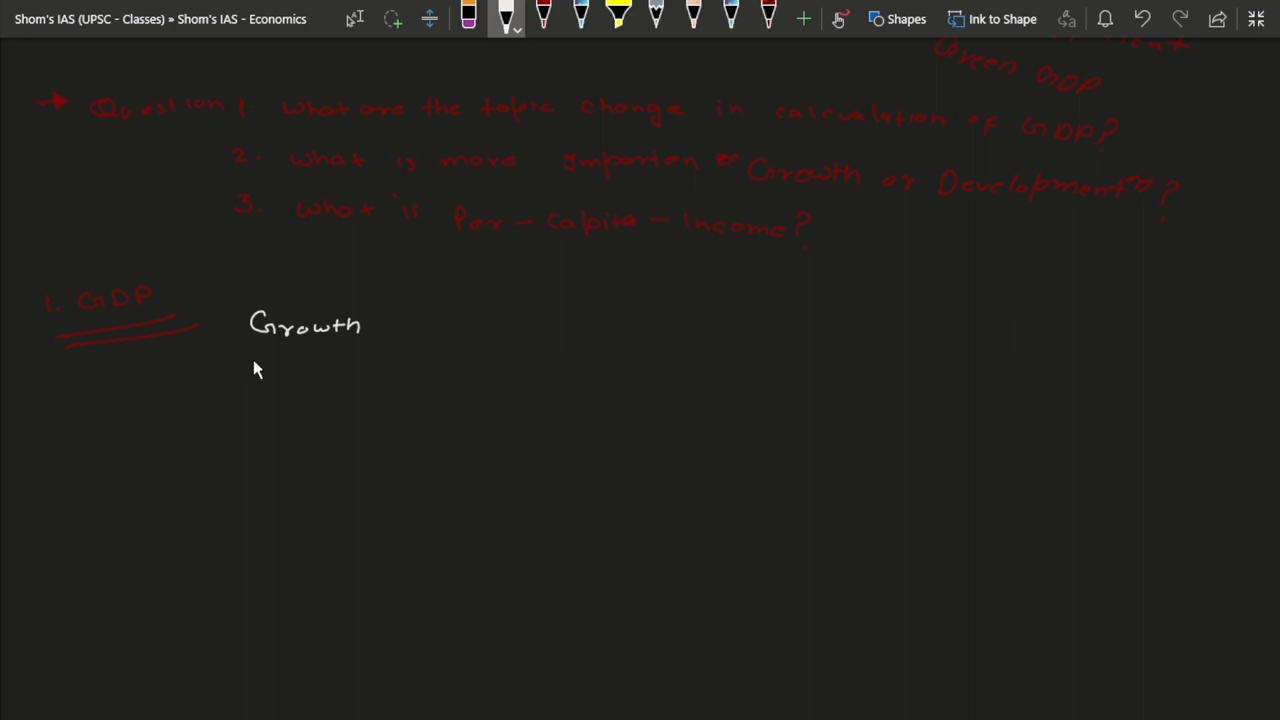 Shom's IAS (UPSC - Classes) » Shom's IAS - Economics
Shapes
Ink to Shape
Green GDP
Question 1. What are the change in calculation of GDP?
2. What is more Importen Growth or Development?
3. What is Per - Capita - Income?
1. GDP
Growth